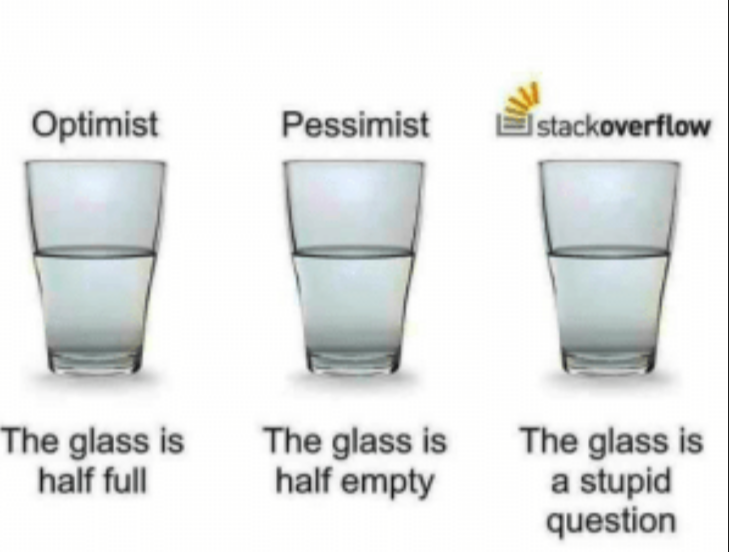 Optimist
Pessimist
stackoverflow
The glass is
half full
The glass is
half empty
The glass is
a stupid
question